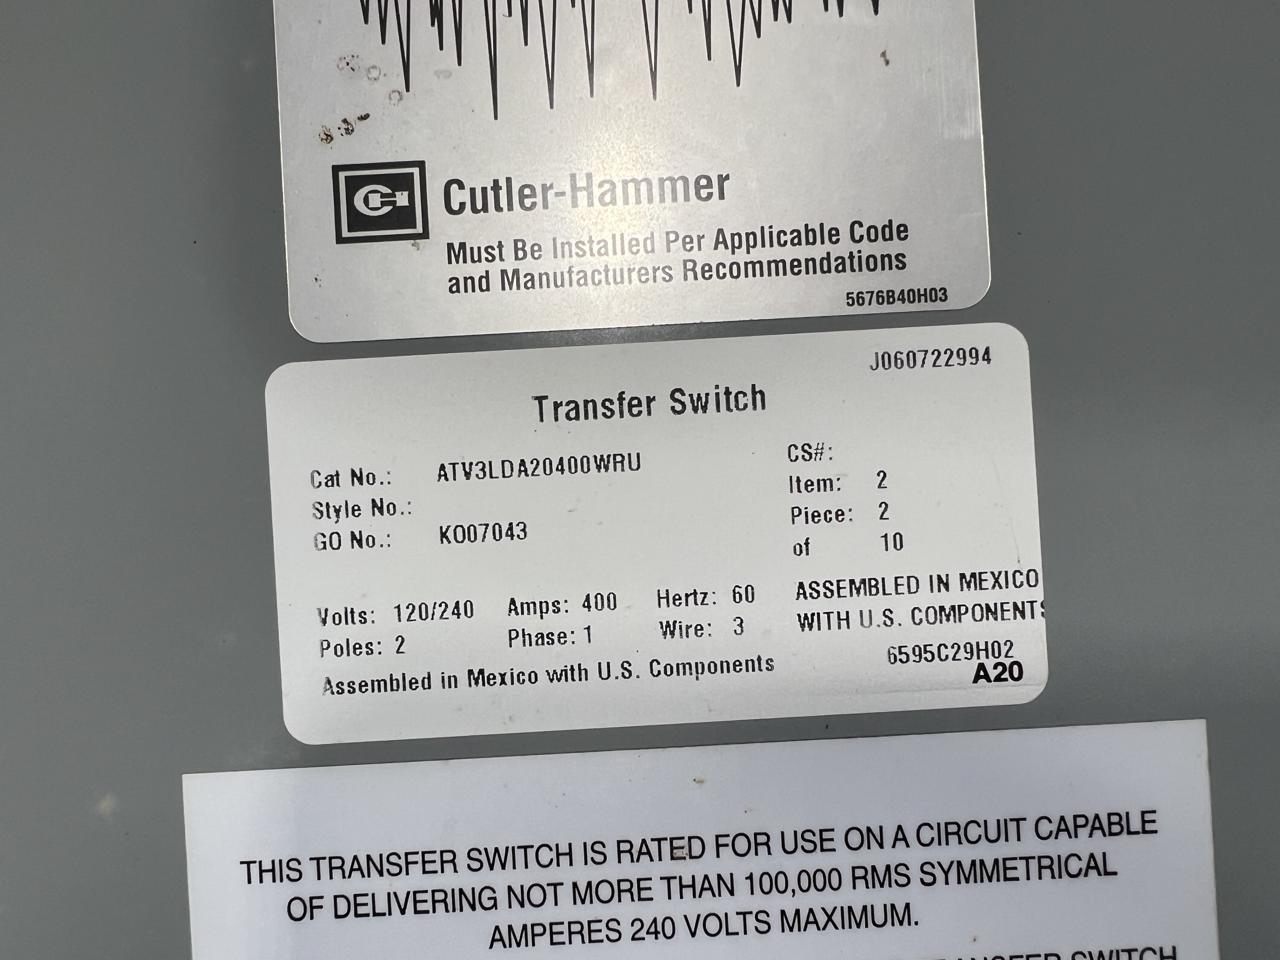 Cutler-Hammer
Must Be Installed Per Applicable Code
and Manufacturers Recommendations
5676B40H03
J060722994
Transfer Switch
Cat No.: ATV3LDA20400WRU
Style No.:
GO No.: KO07043
CS#:
Item: 2
Piece: 2
of 10
Volts: 120/240 Amps: 400 Hertz: 60
Poles: 2 Phase: 1 Wire: 3
ASSEMBLED IN MEXICO
WITH U.S. COMPONENTS
Assembled in Mexico with U.S. Components
6595C29H02
A20
THIS TRANSFER SWITCH IS RATED FOR USE ON A CIRCUIT CAPABLE
OF DELIVERING NOT MORE THAN 100,000 RMS SYMMETRICAL
AMPERES 240 VOLTS MAXIMUM.
SWITCH